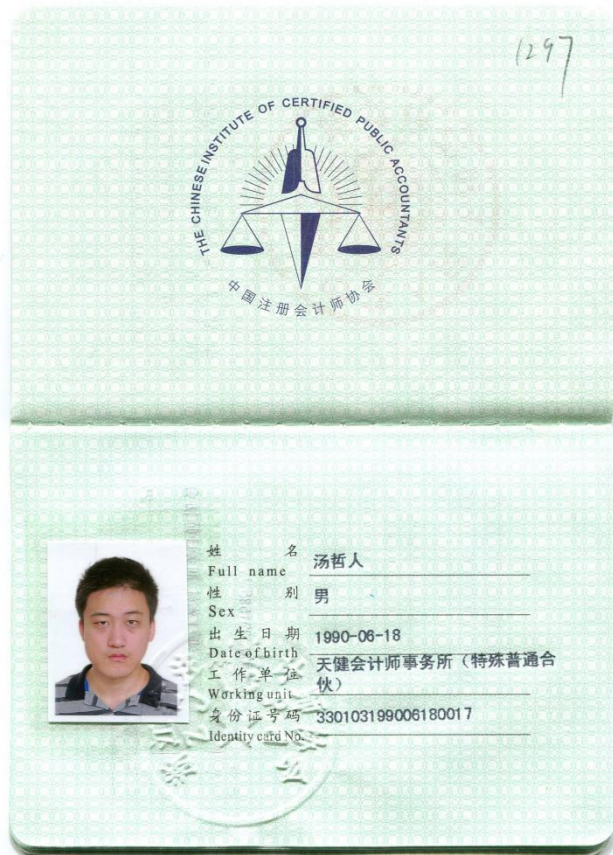 1297
THE CHINESE INSTITUTE OF CERTIFIED PUBLIC ACCOUNTANTS
中国注册会计师协会
姓 名 汤哲人
Full name
性 别 男
Sex
出生日期 1990-06-18
Date of birth
工作单位 天健会计师事务所（特殊普通合
Working unit 伙）
身份证号码 330103199006180017
Identity card No.